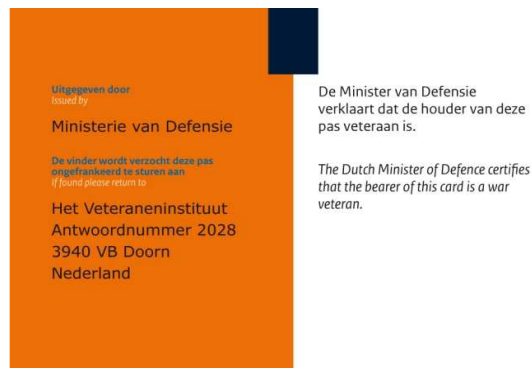 Uitgegeven door
Issued by
Ministerie van Defensie
De vinder wordt verzocht deze pas
ongefrankeerd te sturen aan
If found please return to
Het Veteraneninstituut
Antwoordnummer 2028
3940 VB Doorn
Nederland
De Minister van Defensie
verklaart dat de houder van deze
pas veteraan is.
The Dutch Minister of Defence certifies
that the bearer of this card is a war
veteran.